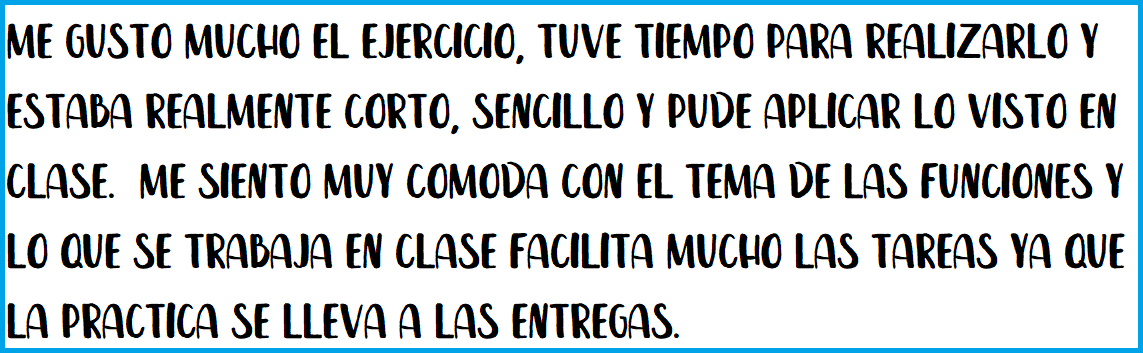 ME GUSTO MUCHO EL EJERCICIO, TUVE TIEMPO PARA REALIZARLO Y
ESTABA REALMENTE CORTO, SENCILLO Y PUDE APLICAR LO VISTO EN
CLASE. ME SIENTO MUY COMODA CON EL TEMA DE LAS FUNCIONES Y
LO QUE SE TRABAJA EN CLASE FACILITA MUCHO LAS TAREAS YA QUE
LA PRACTICA SE LLEVA A LAS ENTREGAS.